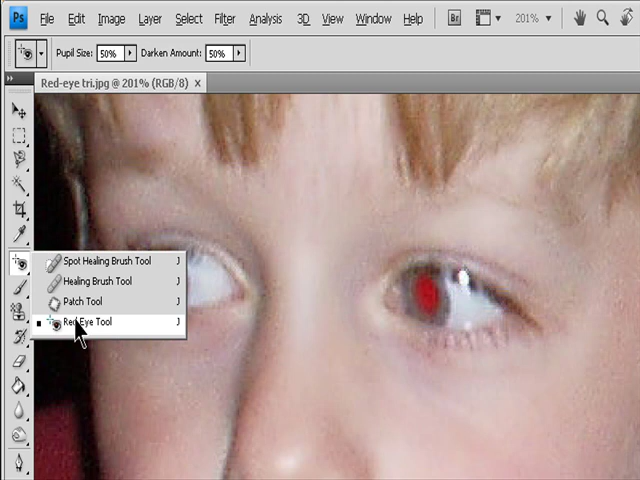 Ps File Edit Image Layer Select Filter Analysis 3D View Window Help Br 201%
Pupil Size: 50% Darken Amount: 50%
Red-eye tri.jpg @ 201% (RGB/8) x
Spot Healing Brush Tool J
Healing Brush Tool J
Patch Tool J
Red Eye Tool J